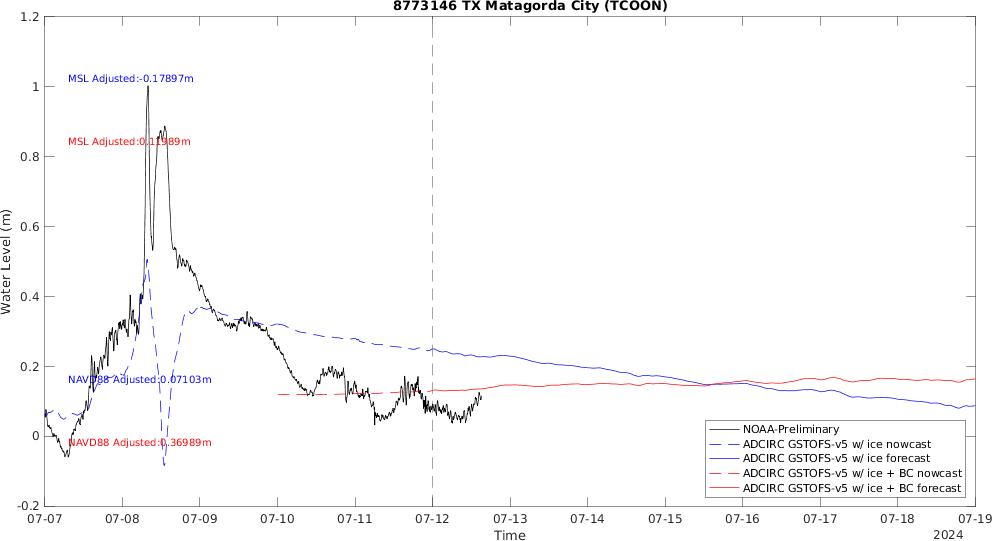 8773146 TX Matagorda City (TCOON)
Water Level (m)
1.2
1
0.8
0.6
0.4
0.2
0
-0.2
MSL Adjusted:-0.17897m
MSL Adjusted:0.11989m
NAVD88 Adjusted:0.07103m
NAVD88 Adjusted:0.36989m
NOAA-Preliminary
ADCIRC GSTOFS-v5 w/ ice nowcast
ADCIRC GSTOFS-v5 w/ ice forecast
ADCIRC GSTOFS-v5 w/ ice + BC nowcast
ADCIRC GSTOFS-v5 w/ ice + BC forecast
07-07 07-08 07-09 07-10 07-11 07-12 07-13 07-14 07-15 07-16 07-17 07-18 07-19
Time
2024